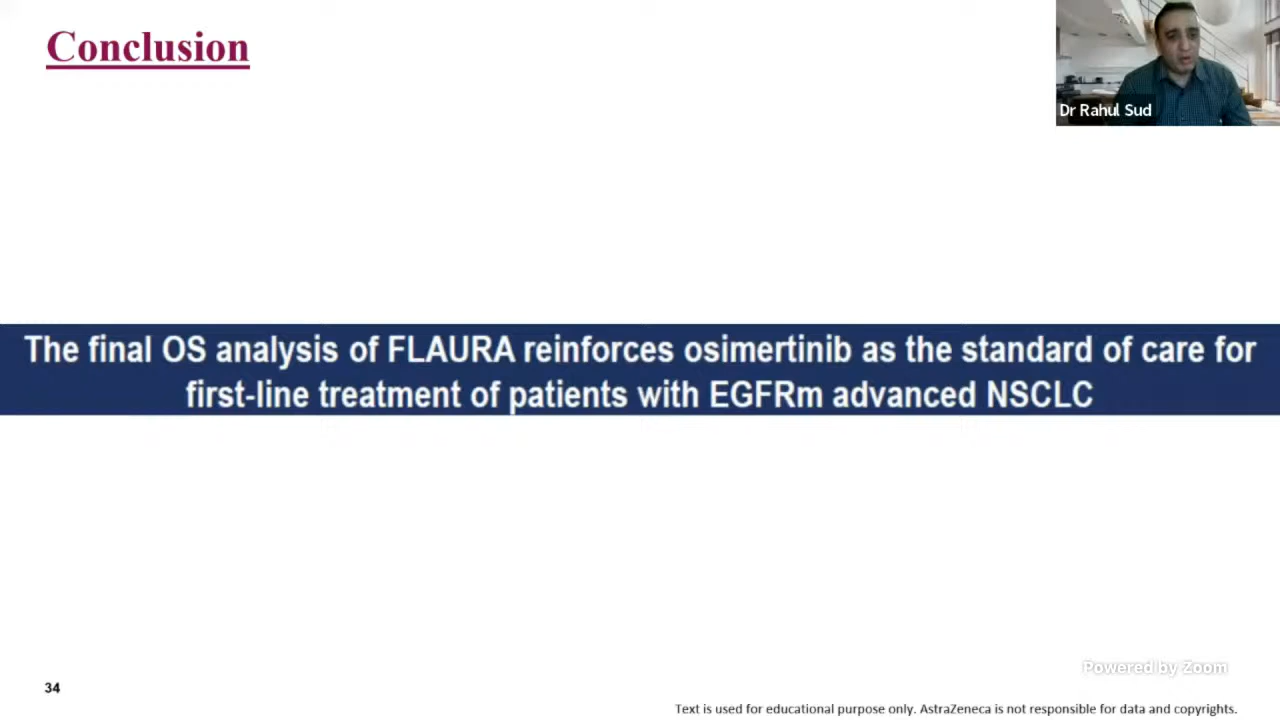 Conclusion
Dr Rahul Sud
The final OS analysis of FLAURA reinforces osimertinib as the standard of care for
first-line treatment of patients with EGFRm advanced NSCLC
Powered by Zoom
34
Text is used for educational purpose only. AstraZeneca is not responsible for data and copyrights.